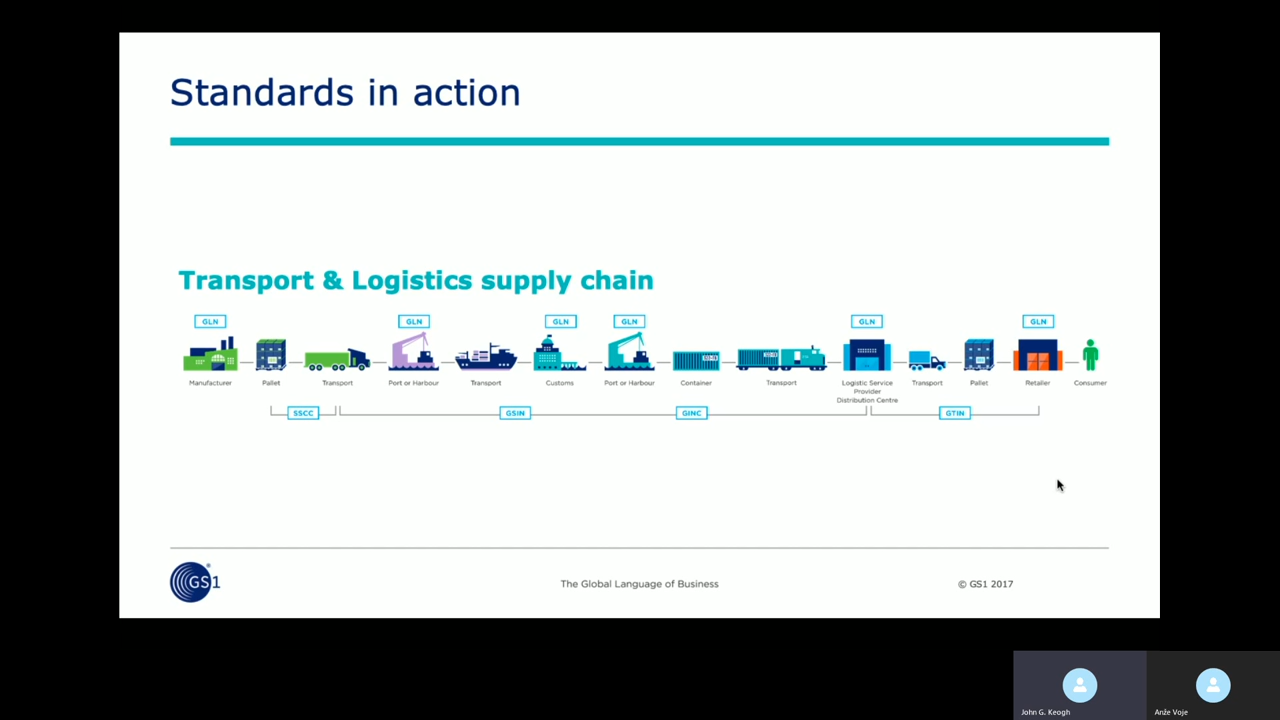 Standards in action
Transport & Logistics supply chain
GLN GLN GLN GLN GLN GLN
Manufacturer Pallet Transport Port or Harbour Transport Customs Port or Harbour Container Transport Logistic Service Transport Pallet Retailer Consumer
Provider
Distribution Centre
SSCC GSIN GINC GTIN
GS1
The Global Language of Business
© GS1 2017
John G. Keogh
Anže Voje